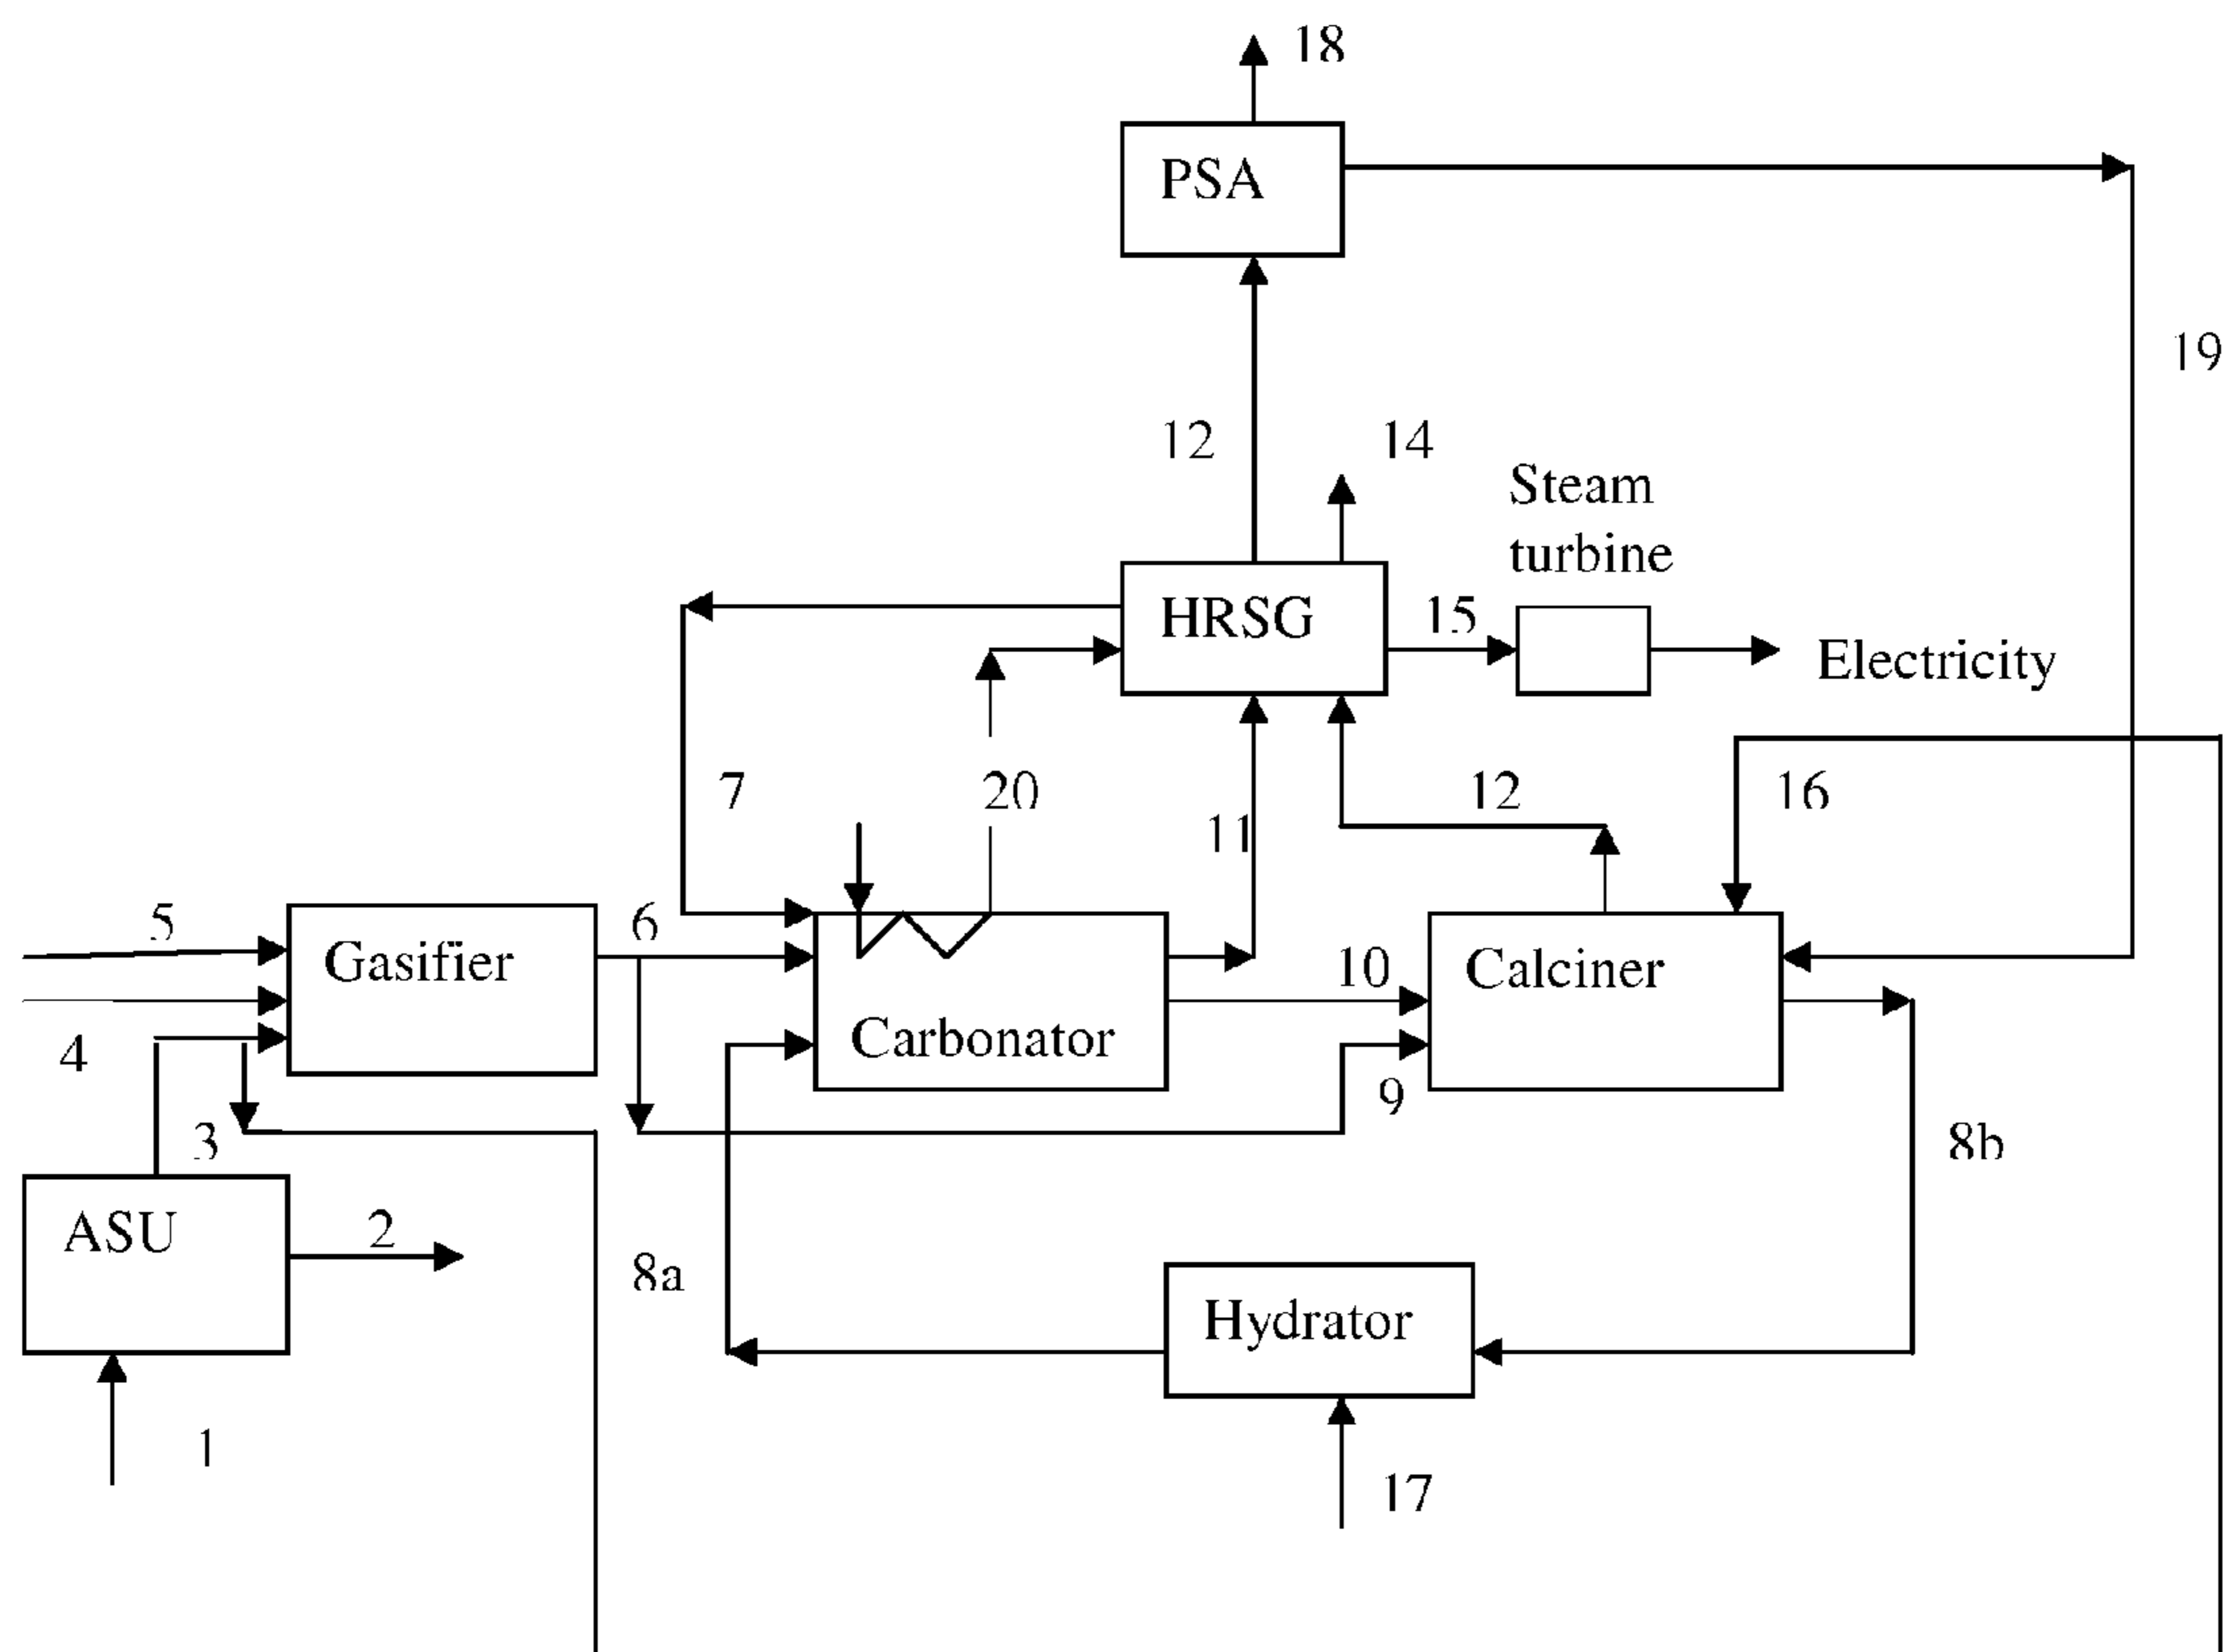 18
PSA
19
12
14
Steam
turbine
HRSG
15
Electricity
7
20
11
12
16
5
Gasifier
6
Carbonator
10
Calciner
4
9
3
8b
ASU
2
8a
Hydrator
1
17